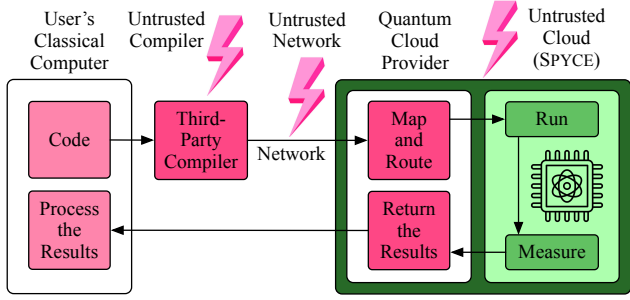 User's
Classical
Computer
Untrusted
Compiler
Untrusted
Network
Quantum
Cloud
Provider
Untrusted
Cloud
(SPYCE)
Code
Third-
Party
Compiler
Network
Map
and
Route
Run
Process
the
Results
Return
the
Results
Measure